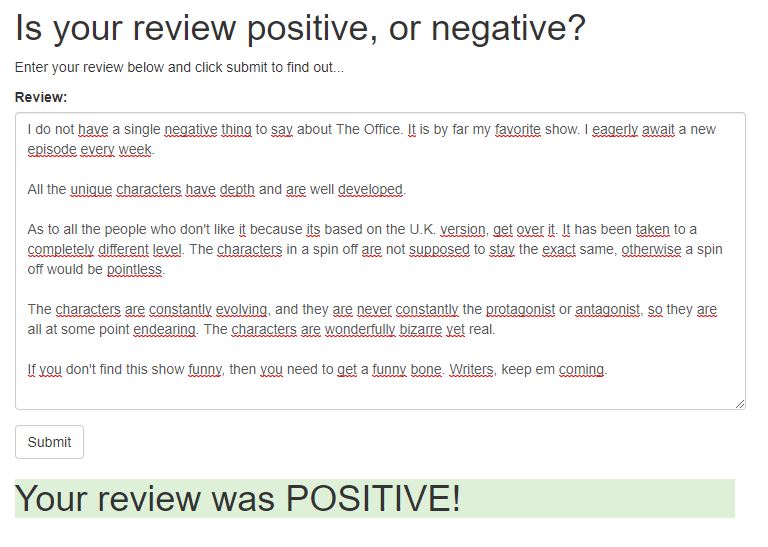 Is your review positive, or negative?
Enter your review below and click submit to find out...
Review:
I do not have a single negative thing to say about The Office. It is by far my favorite show. I eagerly await a new
episode every week.
All the unique characters have depth and are well developed.
As to all the people who don't like it because its based on the U.K. version, get over it. It has been taken to a
completely different level. The characters in a spin off are not supposed to stay the exact same, otherwise a spin
off would be pointless.
The characters are constantly evolving, and they are never constantly the protagonist or antagonist, so they are
all at some point endearing. The characters are wonderfully bizarre yet real.
If you don't find this show funny, then you need to get a funny bone. Writers, keep em coming.
Submit
Your review was POSITIVE!